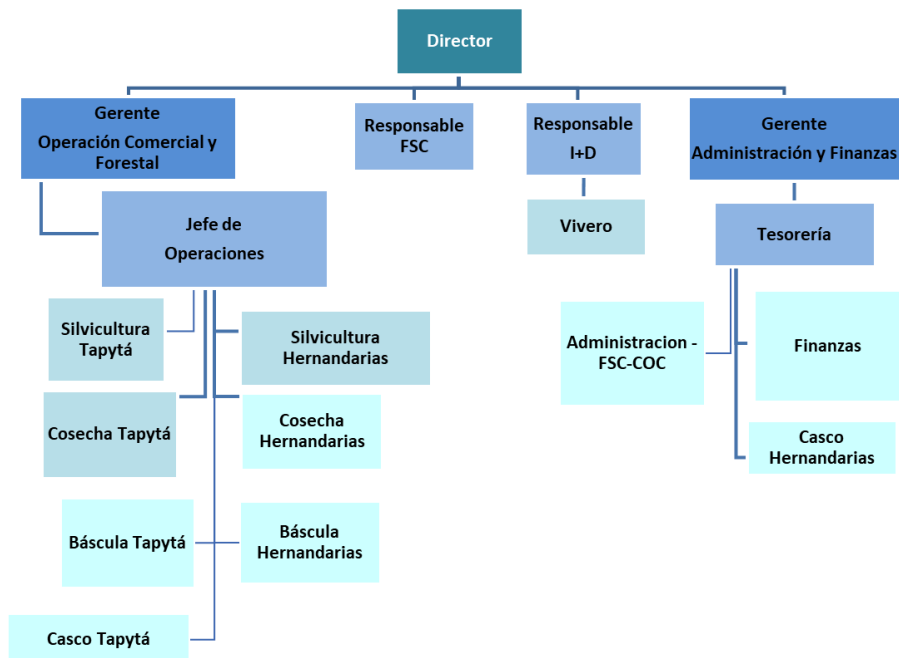 Director
Gerente
Operación Comercial y
Forestal
Responsable
FSC
Responsable
I+D
Gerente
Administración y Finanzas
Jefe de
Operaciones
Vivero
Tesorería
Silvicultura
Tapytá
Silvicultura
Hernandarias
Administracion -
FSC-COC
Finanzas
Cosecha Tapytá
Cosecha
Hernandarias
Casco
Hernandarias
Báscula Tapytá
Báscula
Hernandarias
Casco Tapytá